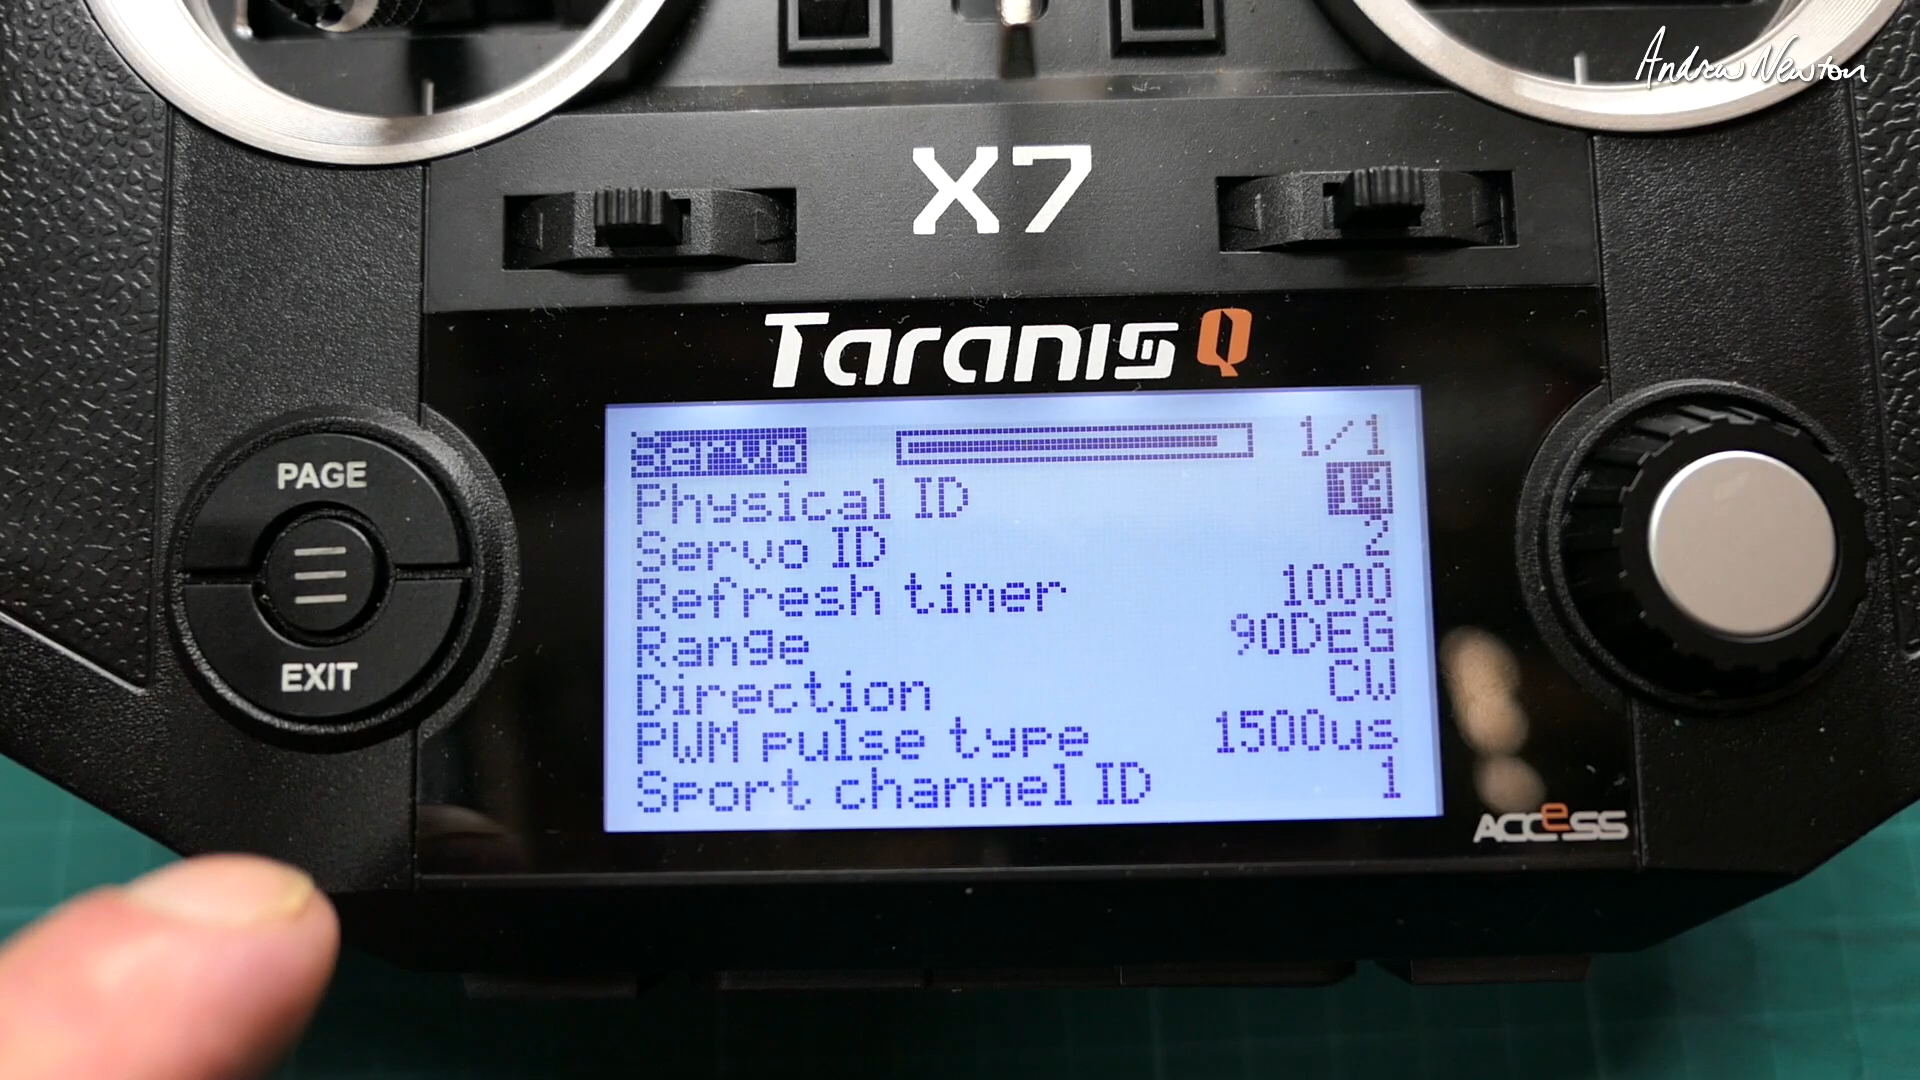 Andrew Newton
X7
Taranis Q
PAGE
EXIT
Servo 1/1
Physical ID 14
Servo ID 2
Refresh timer 1000
Range 90DEG
Direction CW
PWM pulse type 1500us
Sport channel ID 1
ACCeSS